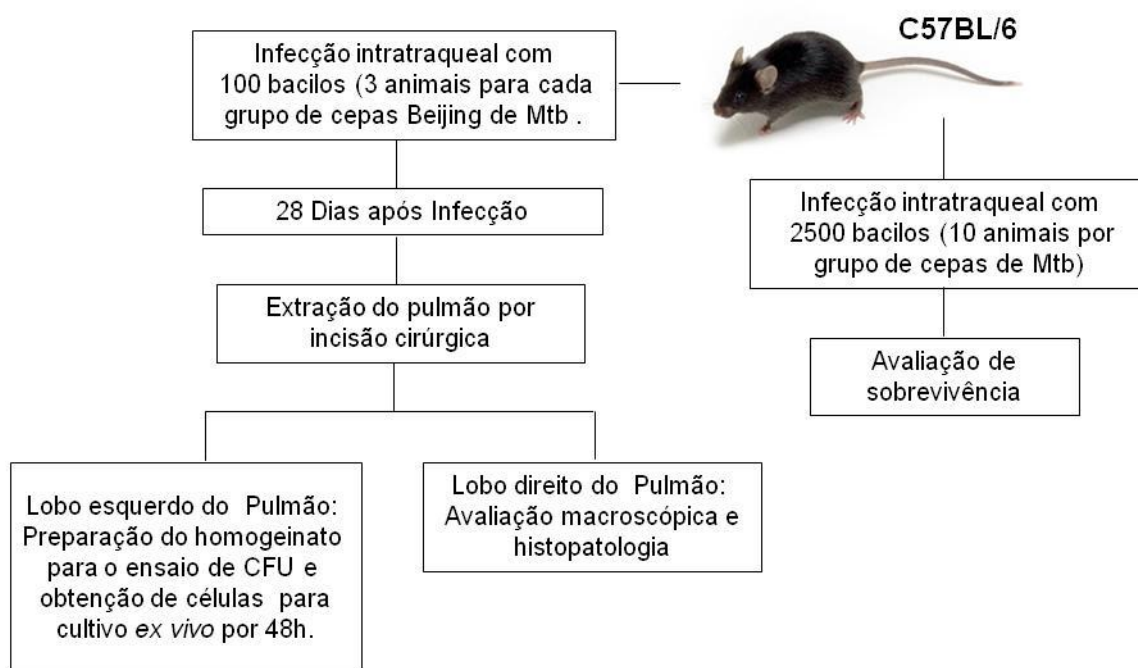 C57BL/6
Infecção intratraqueal com
100 bacilos (3 animais para cada
grupo de cepas Beijing de Mtb .
28 Dias após Infecção
Extração do pulmão por
incisão cirúrgica
Lobo esquerdo do Pulmão:
Preparação do homogeinato
para o ensaio de CFU e
obtenção de células para
cultivo ex vivo por 48h.
Lobo direito do Pulmão:
Avaliação macroscópica e
histopatologia
Infecção intratraqueal com
2500 bacilos (10 animais por
grupo de cepas de Mtb)
Avaliação de
sobrevivência